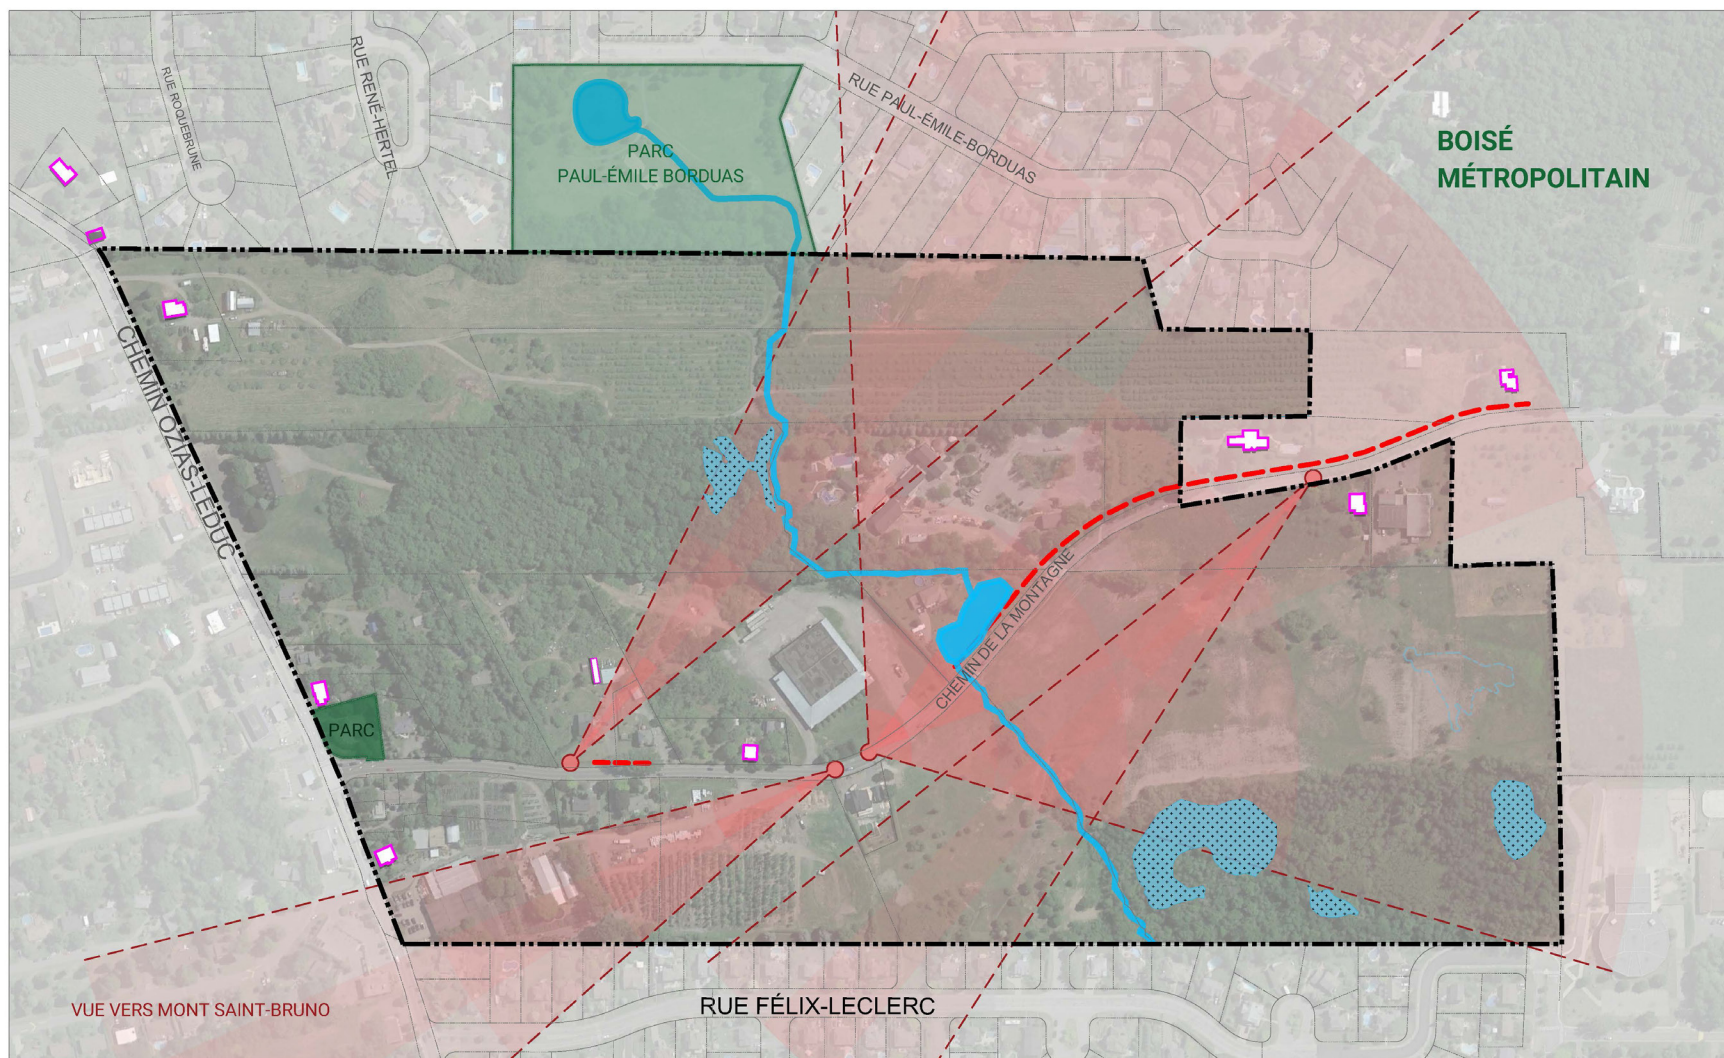 RUE ROQUEBRUNE
RUE RENÉ-HERTEL
RUE PAUL-ÉMILE-BORDUAS
PARC
PAUL-ÉMILE BORDUAS
BOISÉ
MÉTROPOLITAIN
CHEMIN OZIAS-LEDUC
CHEMIN DE LA MONTAGNE
PARC
VUE VERS MONT SAINT-BRUNO
RUE FÉLIX-LECLERC